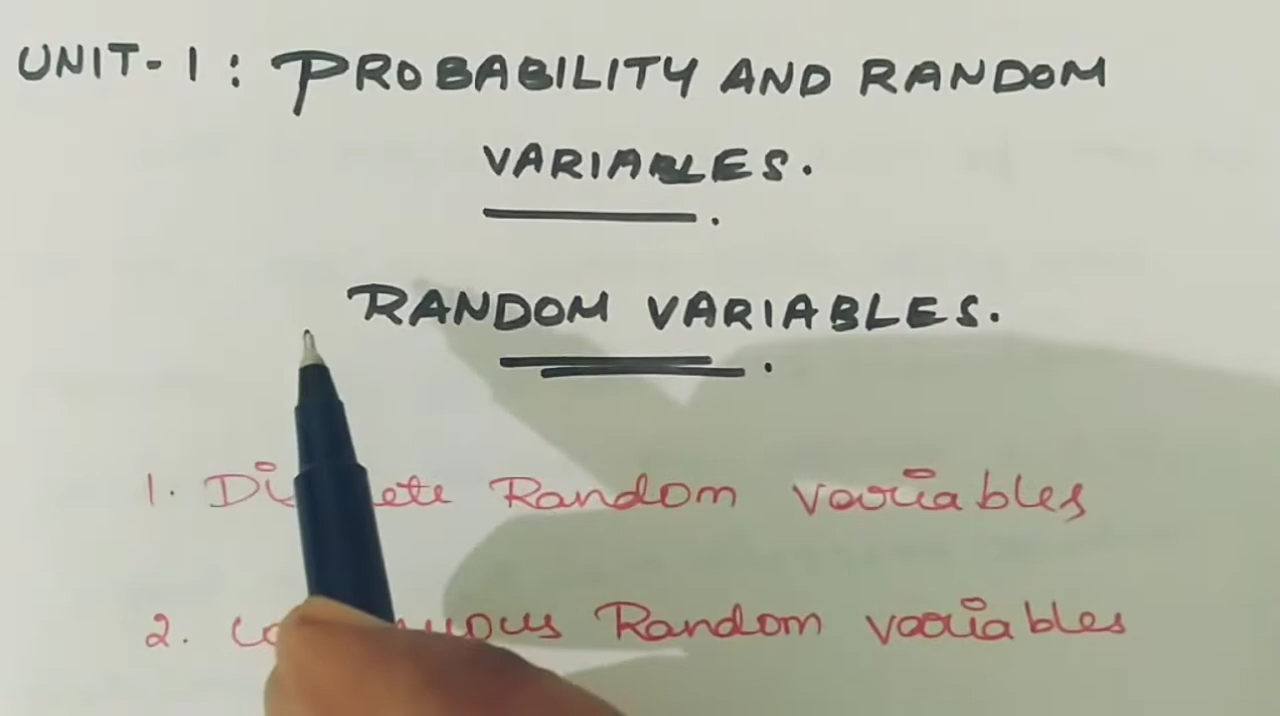 UNIT-1: PROBABILITY AND RANDOM
VARIABLES.
RANDOM VARIABLES.
1. Random variables
2. Random variables